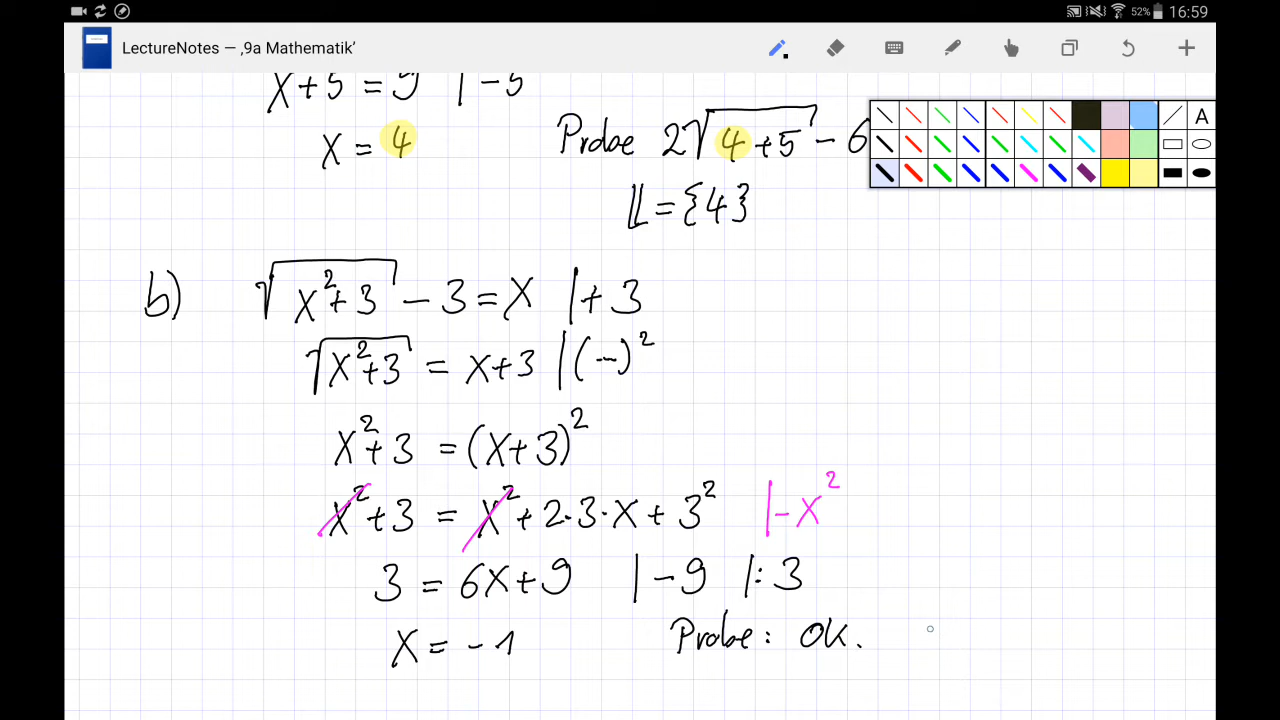 52% 16:59
LectureNotes — ‚9a Mathematik’
x+5 = 9 | -5
x = 4
Probe 2√(4+5) - 6
𝕃 = {4}
A
b) √(x²+3) - 3 = x | + 3
√(x²+3) = x+3 | (--)²
x²+3 = (x+3)²
x²+3 = x²+2·3·x+3² | -x²
3 = 6x+9 | -9 | :3
x = -1 Probe: OK.